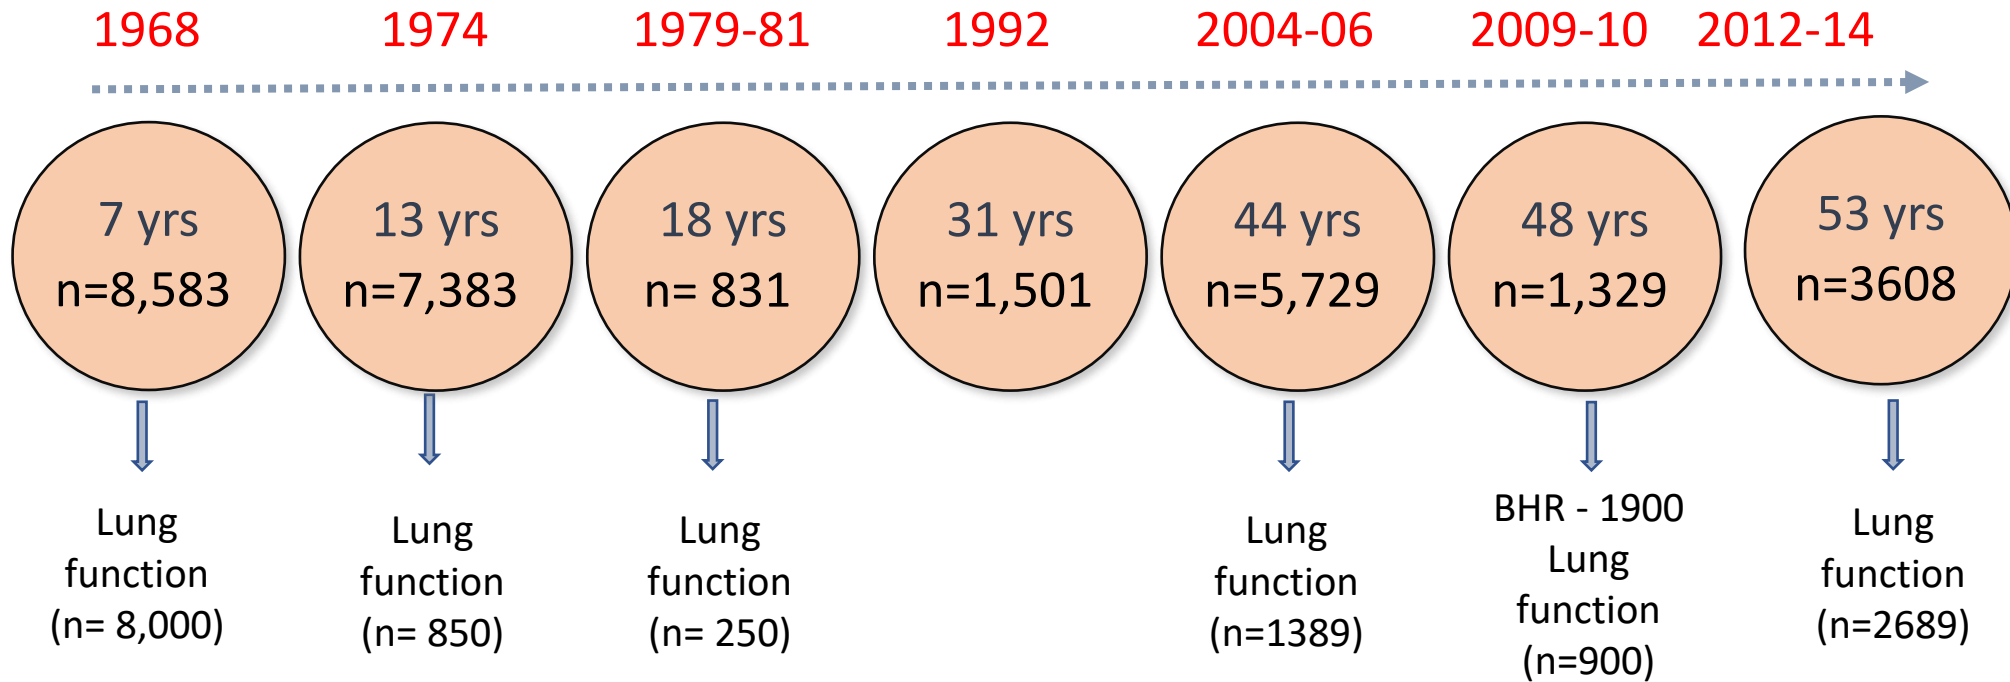 1968 1974 1979-81 1992 2004-06 2009-10 2012-14
7 yrs
n=8,583
13 yrs
n=7,383
18 yrs
n= 831
31 yrs
n=1,501
44 yrs
n=5,729
48 yrs
n=1,329
53 yrs
n=3608
Lung
function
(n= 8,000)
Lung
function
(n= 850)
Lung
function
(n= 250)
Lung
function
(n=1389)
BHR - 1900
Lung
function
(n=900)
Lung
function
(n=2689)